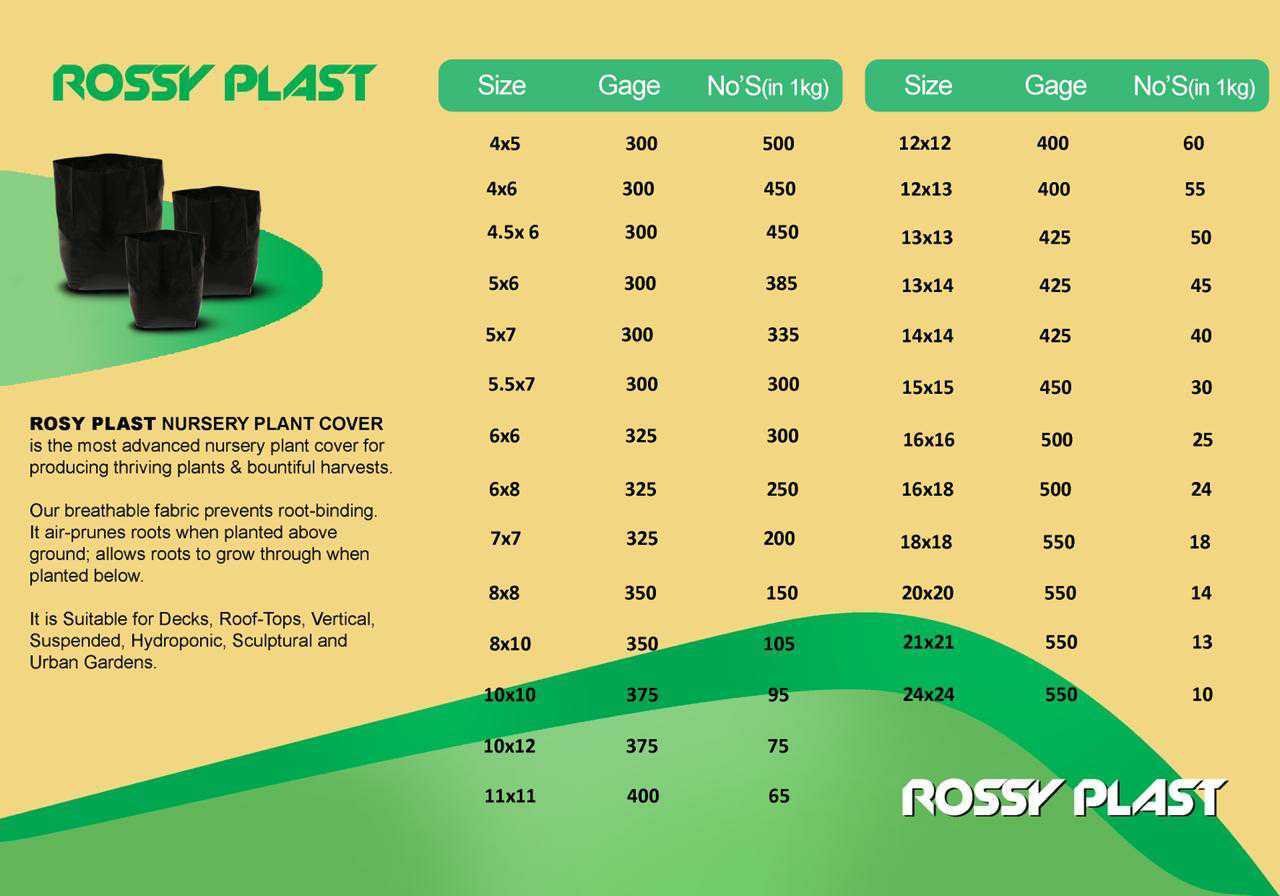 ROSSY PLAST
ROSY PLAST NURSERY PLANT COVER
is the most advanced nursery plant cover for
producing thriving plants & bountiful harvests.
Our breathable fabric prevents root-binding.
It air-prunes roots when planted above
ground; allows roots to grow through when
planted below.
It is Suitable for Decks, Roof-Tops, Vertical,
Suspended, Hydroponic, Sculptural and
Urban Gardens.
Size Gage No'S(in 1kg)
4x5 300 500
4x6 300 450
4.5x 6 300 450
5x6 300 385
5x7 300 335
5.5x7 300 300
6x6 325 300
6x8 325 250
7x7 325 200
8x8 350 150
8x10 350 105
10x10 375 95
10x12 375 75
11x11 400 65
Size Gage No'S(in 1kg)
12x12 400 60
12x13 400 55
13x13 425 50
13x14 425 45
14x14 425 40
15x15 450 30
16x16 500 25
16x18 500 24
18x18 550 18
20x20 550 14
21x21 550 13
24x24 550 10
ROSSY PLAST